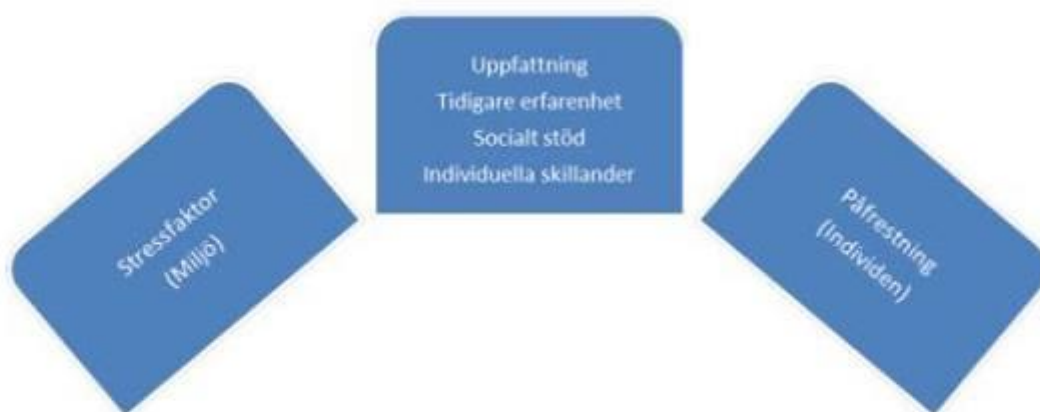 Stressfaktor
(Miljö)
Uppfattning
Tidigare erfarenhet
Socialt stöd
Individuella skillander
Påfrestning
(Individen)